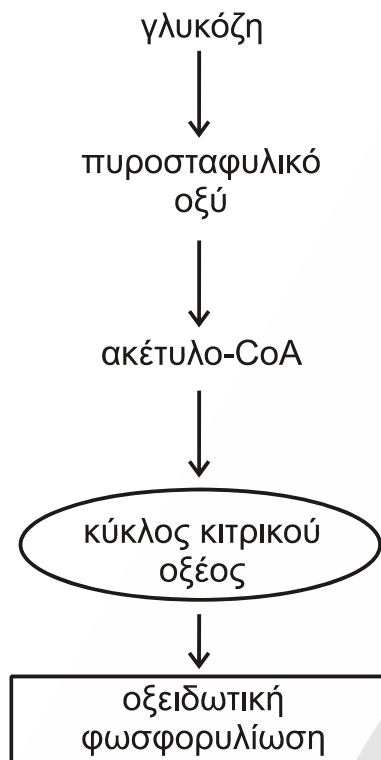 γλυκόζη
πυροσταφυλικό
οξύ
ακέτυλο-CoA
κύκλος κιτρικού
οξέος
οξειδωτική
φωσφορυλίωση